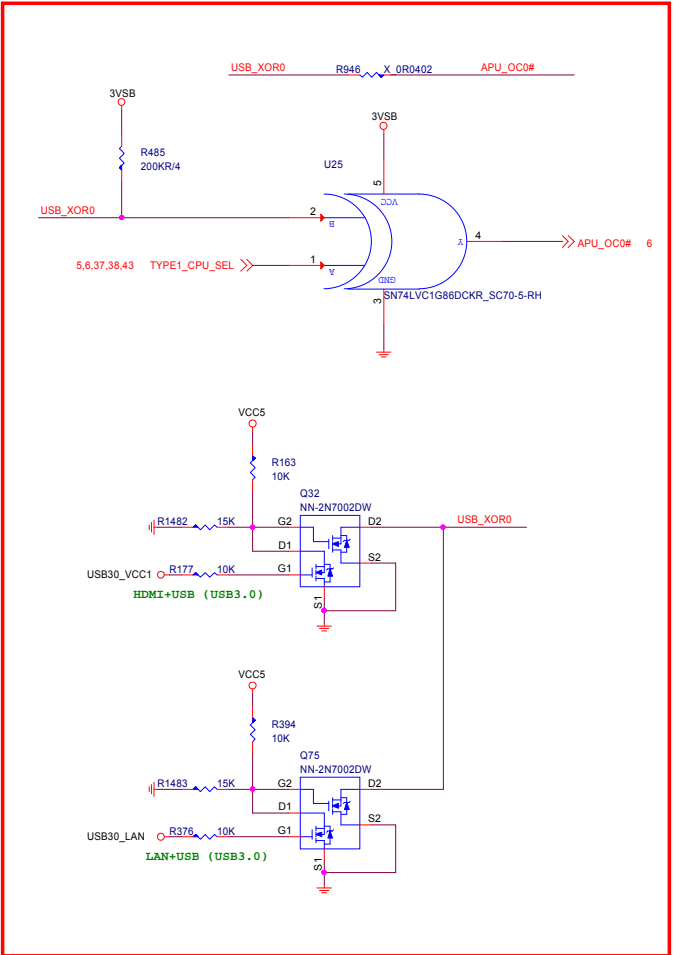 USB_XOR0 R946 X_0R0402 APU_OC0#
3VSB
3VSB
R485
200KR/4
U25
5
VCC
USB_XOR0
2
B
4
Y
APU_OC0# 6
5,6,37,38,43 TYPE1_CPU_SEL
1
A
GND
SN74LVC1G86DCKR_SC70-5-RH
3
VCC5
R163
10K
Q32
NN-2N7002DW
R1482 15K G2 D2 USB_XOR0
D1
S2
USB30_VCC1 R177 10K G1
HDMI+USB (USB3.0)
S1
VCC5
R394
10K
Q75
NN-2N7002DW
R1483 15K G2 D2
D1
S2
USB30_LAN R376 10K G1
LAN+USB (USB3.0)
S1